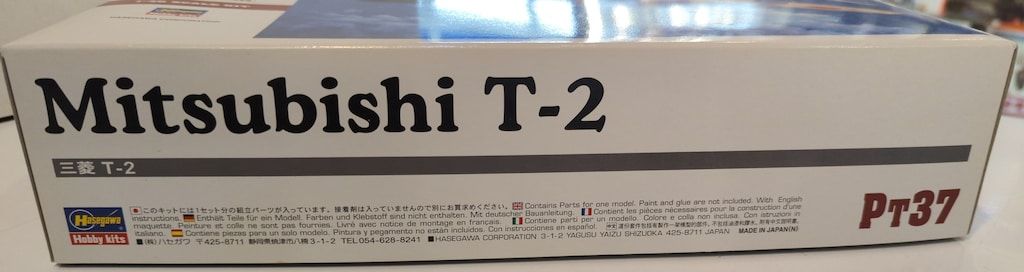 HASEGAWA
Mitsubishi T-2
三菱 T-2
Hasegawa
Hobby kits
PT37
このキットには1セット分の組立パーツが入っています。接着剤は入っていませんので別にお買求めください。 Contains Parts for one model. Paint and glue are not included. With English
instructions. Enthält Teile für ein Modell. Farben und Klebstoff sind nicht enthalten. Mit deutscher Bauanleitung. Contient les pièces nécessaires pour la construction d'une
maquette. Peinture et colle ne sont pas fournises. Livré avec notice de montage en français. Contiene parti per un modello. Colore e colla non inclusa. Con istruzioni in
italiano. Contiene piezas para un solo modelo. Pintura y pegamento no están incluidos. Con instrucciones en español. MADE IN JAPAN(N)
■(株)ハセガワ 〒425-8711 静岡県焼津市八楠3-1-2 TEL054-628-8241 ■HASEGAWA CORPORATION 3-1-2 YAGUSU YAIZU SHIZUOKA 425-8711 JAPAN